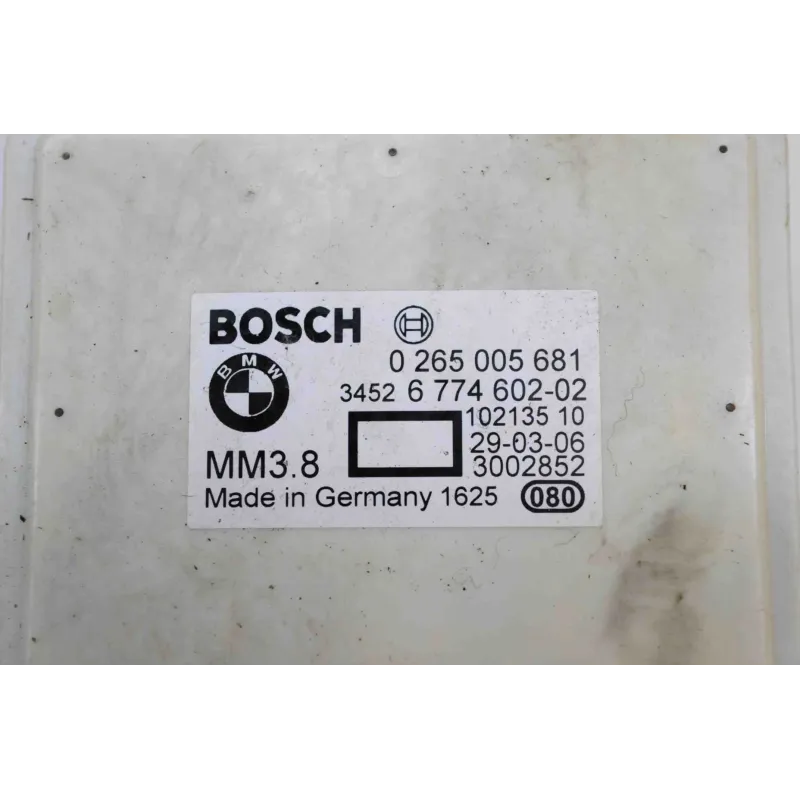 BOSCH
0 265 005 681
BMW
3452 6 774 602-02
102135 10
29-03-06
MM3.8
3002852
Made in Germany 1625 080